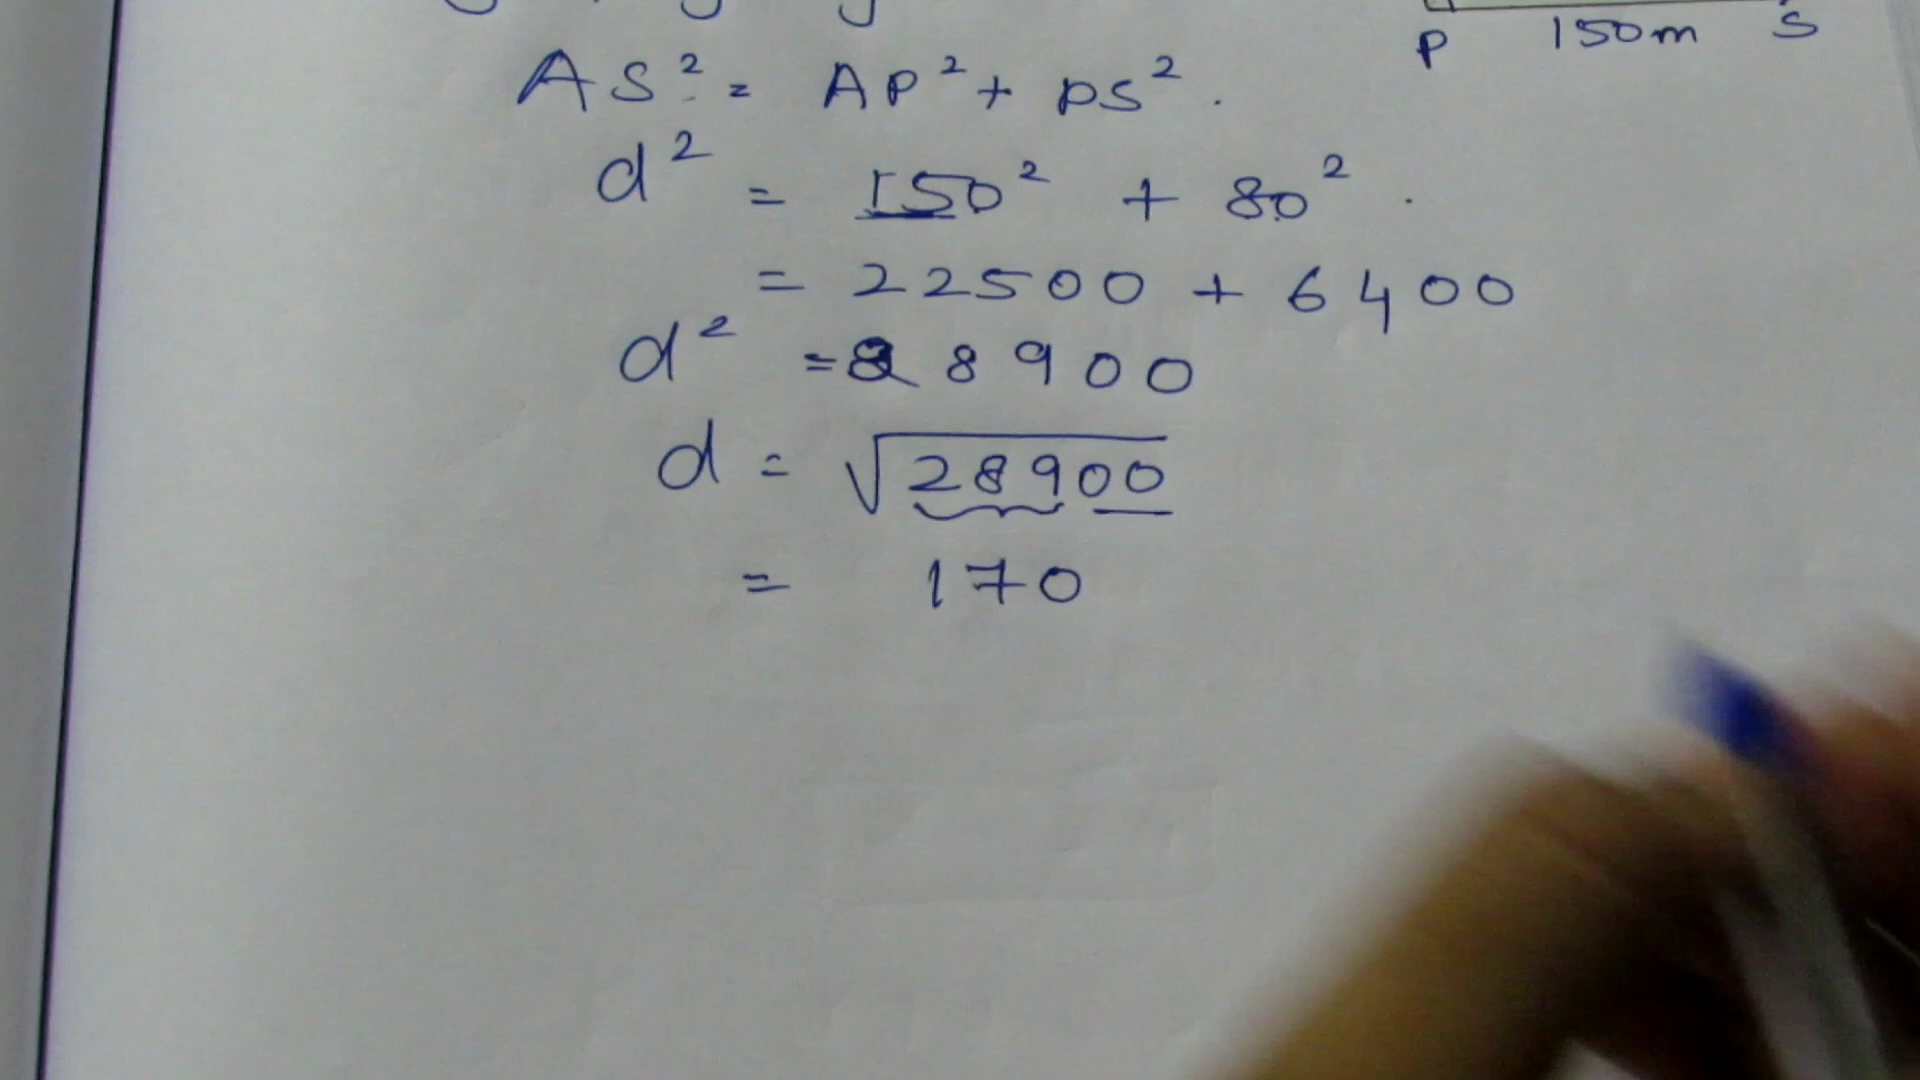 P 150m S
AS² = AP² + PS².
d² = 150² + 80².
= 22500 + 6400
d² = 28900
d = √28900
= 170